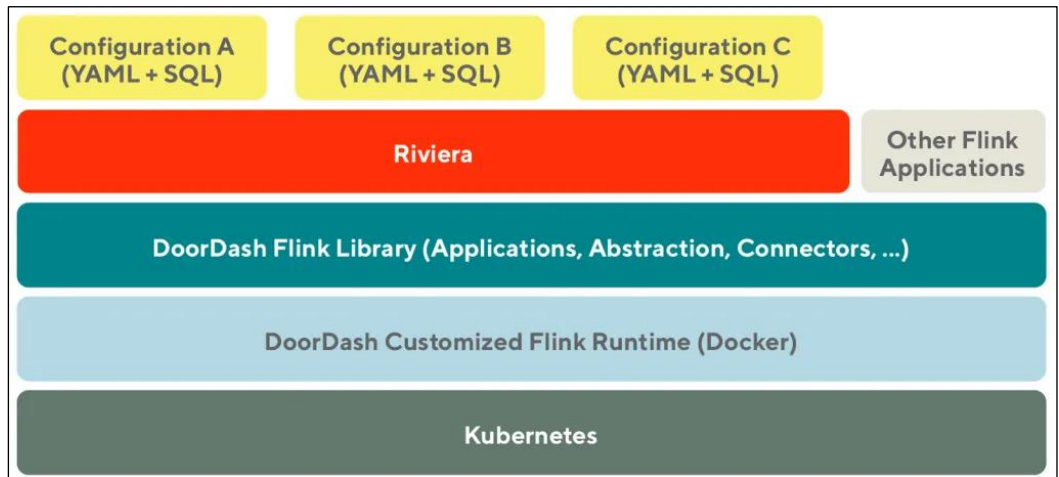 Configuration A
(YAML + SQL)
Configuration B
(YAML + SQL)
Configuration C
(YAML + SQL)
Riviera
Other Flink
Applications
DoorDash Flink Library (Applications, Abstraction, Connectors, ...)
DoorDash Customized Flink Runtime (Docker)
Kubernetes